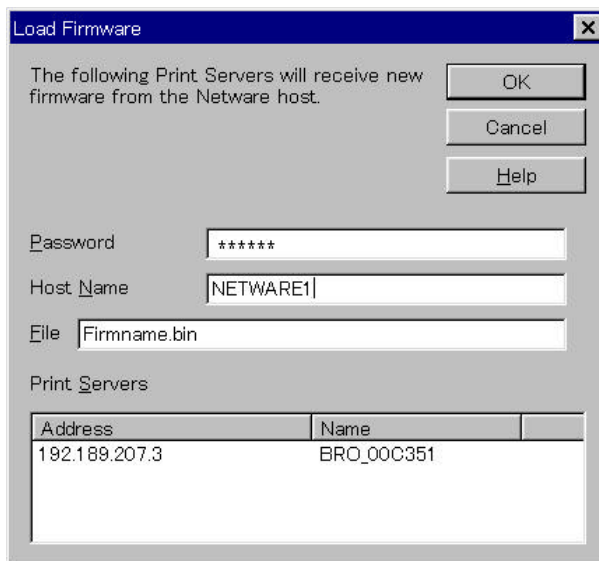 Load Firmware
The following Print Servers will receive new
firmware from the Netware host.
OK
Cancel
Help
Password ******
Host Name NETWARE1
File Firmname.bin
Print Servers
Address Name
192.189.207.3 BRO_00C351